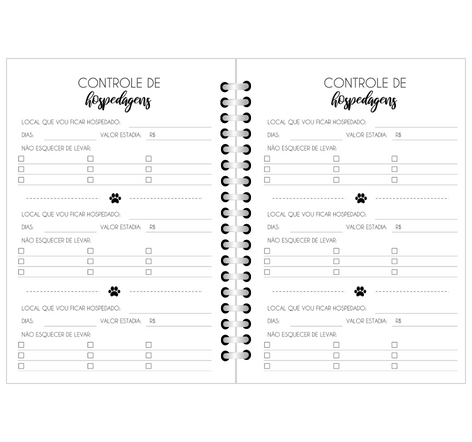 CONTROLE DE
hospedagens
LOCAL QUE VOU FICAR HOSPEDADO:
DIAS: VALOR ESTADIA: R$
NÃO ESQUECER DE LEVAR:
LOCAL QUE VOU FICAR HOSPEDADO:
DIAS: VALOR ESTADIA: R$
NÃO ESQUECER DE LEVAR:
LOCAL QUE VOU FICAR HOSPEDADO:
DIAS: VALOR ESTADIA: R$
NÃO ESQUECER DE LEVAR:
CONTROLE DE
hospedagens
LOCAL QUE VOU FICAR HOSPEDADO:
DIAS: VALOR ESTADIA: R$
NÃO ESQUECER DE LEVAR:
LOCAL QUE VOU FICAR HOSPEDADO:
DIAS: VALOR ESTADIA: R$
NÃO ESQUECER DE LEVAR:
LOCAL QUE VOU FICAR HOSPEDADO:
DIAS: VALOR ESTADIA: R$
NÃO ESQUECER DE LEVAR: